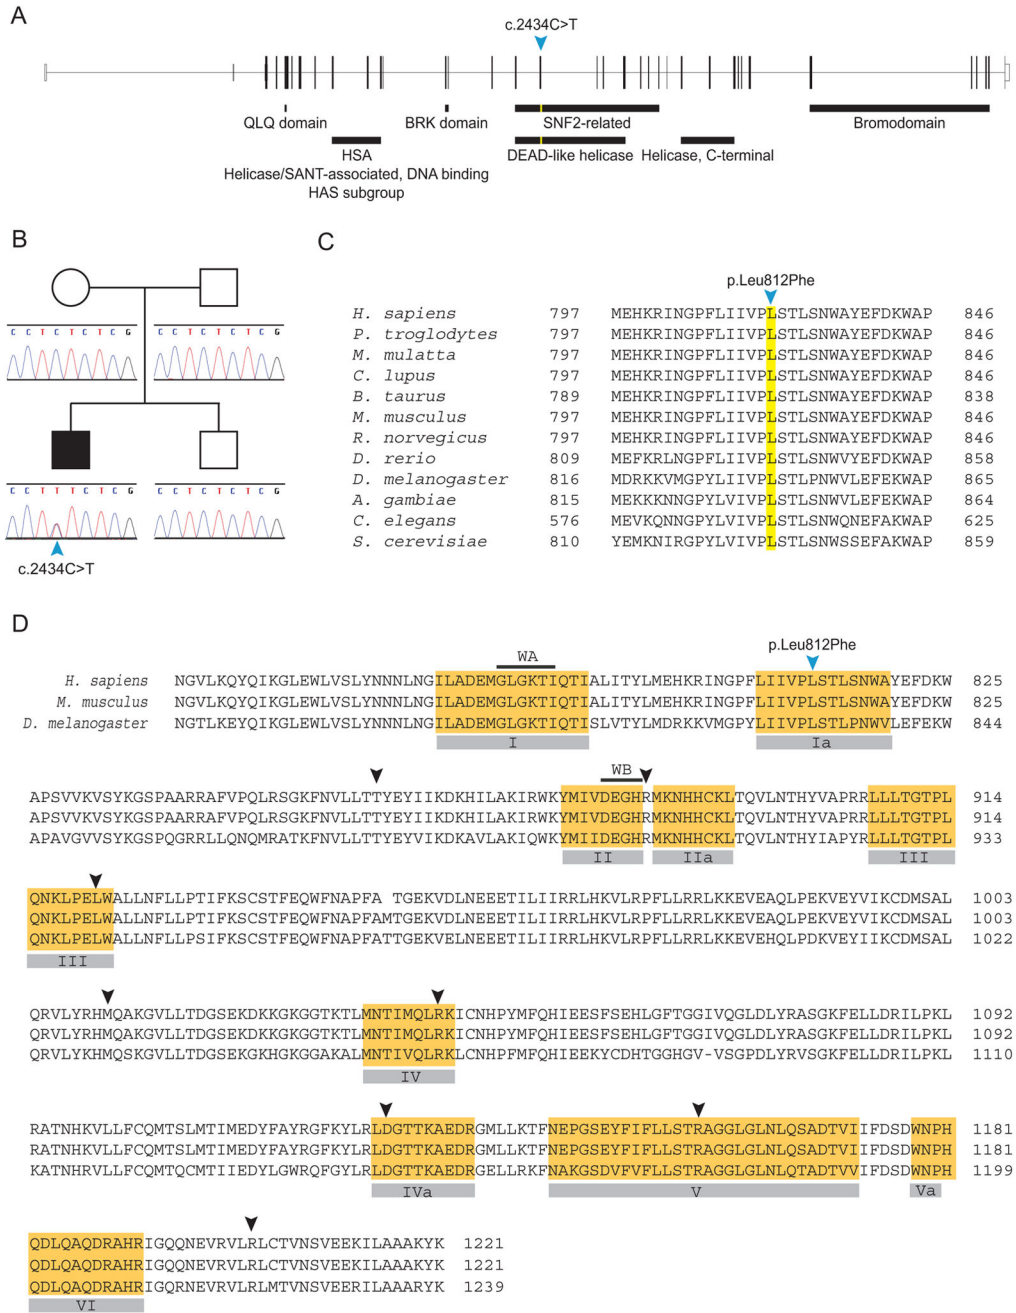 A
c.2434C>T
QLQ domain
BRK domain
SNF2-related
Bromodomain
HSA
DEAD-like helicase
Helicase, C-terminal
Helicase/SANT-associated, DNA binding
HAS subgroup
B
C C T C T C T C G
C C T C T C T C G
C C T T T C T C G
C C T C T C T C G
c.2434C>T
C
p.Leu812Phe
H. sapiens 797 MEHKRINGPFLIIVPLSTLSNWAYEFDKWAP 846
P. troglodytes 797 MEHKRINGPFLIIVPLSTLSNWAYEFDKWAP 846
M. mulatta 797 MEHKRINGPFLIIVPLSTLSNWAYEFDKWAP 846
C. lupus 797 MEHKRINGPFLIIVPLSTLSNWAYEFDKWAP 846
B. taurus 789 MEHKRINGPFLIIVPLSTLSNWAYEFDKWAP 838
M. musculus 797 MEHKRINGPFLIIVPLSTLSNWAYEFDKWAP 846
R. norvegicus 797 MEHKRINGPFLIIVPLSTLSNWAYEFDKWAP 846
D. rerio 809 MEFKRLNGPFLIIVPLSTLSNWVYEFDKWAP 858
D. melanogaster 816 MDRKKVMGPYLIIVPLSTLPNWVLEFEKWAP 865
A. gambiae 815 MEKKKNNGPYLVIVPLSTLSNWVLEFEKWAP 864
C. elegans 576 MEVKQNNGPYLVIVPLSTLSNWQNEFAKWAP 625
S. cerevisiae 810 YEMKNIRGPYLVIVPLSTLSNWSSEFAKWAP 859
D
WA
p.Leu812Phe
H. sapiens NGVLKQYQIKGLEWLVSLYNNNLNGILADEMGLGKTIQTIALITYLMEHKRINGPFLIIVPLSTLSNWAYEFDKW 825
M. musculus NGVLKQYQIKGLEWLVSLYNNNLNGILADEMGLGKTIQTIALITYLMEHKRINGPFLIIVPLSTLSNWAYEFDKW 825
D. melanogaster NGTLKEYQIKGLEWLVSLYNNNLNGILADEMGLGKTIQTISLVTYLMDRKKVMGPYLIIVPLSTLPNWVLEFEKW 844
I Ia
WB
APSVVKVSYKGSPAARRAFVPQLRSGKFNVLLTTYEYIIKDKHILAKIRWKYMIVDEGHRMKNHHCKLTQVLNTHYVAPRRLLLTGTPL 914
APSVVKVSYKGSPAARRAFVPQLRSGKFNVLLTTYEYIIKDKHILAKIRWKYMIVDEGHRMKNHHCKLTQVLNTHYVAPRRLLLTGTPL 914
APAVGVVSYKGSPQGRRLLQNQMRATKFNVLLTTYEYVIKDKAVLAKIQWKYMIIDEGHRMKNHHCKLTQVLNTHYIAPYRLLLTGTPL 933
II IIa III
QNKLPELWALLNFLLPTIFKSCSTFEQWFNAPFA TGEKVDLNEEETILIIRRLHKVLRPFLLRRLKKEVEAQLPEKVEYVIKCDMSAL 1003
QNKLPELWALLNFLLPTIFKSCSTFEQWFNAPFAMTGEKVDLNEEETILIIRRLHKVLRPFLLRRLKKEVEAQLPEKVEYVIKCDMSAL 1003
QNKLPELWALLNFLLPSIFKSCSTFEQWFNAPFATTGEKVELNEEETILIIRRLHKVLRPFLLRRLKKEVEHQLPDKVEYIIKCDMSAL 1022
III
QRVLYRHMQAKGVLLTDGSEKDKKGKGGTKTLMNTIMQLRKICNHPYMFQHIEESFSEHLGFTGGIVQGLDLYRASGKFELLDRILPKL 1092
QRVLYRHMQAKGVLLTDGSEKDKKGKGGTKTLMNTIMQLRKICNHPYMFQHIEESFSEHLGFTGGIVQGLDLYRASGKFELLDRILPKL 1092
QRVLYKHMQSKGVLLTDGSEKGKHGKGGAKALMNTIVQLRKLCNHPFMFQHIEEKYCDHTGGHGV-VSGPDLYRVSGKFELLDRILPKL 1110
IV
RATNHKVLLFCQMTSLMTIMEDYFAYRGFKYLRLDGTTKAEDRGMLLKTFNEPGSEYFIFLLSTRAGGLGLNLQSADTVIIFDSDWNPH 1181
RATNHKVLLFCQMTSLMTIMEDYFAYRGFKYLRLDGTTKAEDRGMLLKTFNEPGSEYFIFLLSTRAGGLGLNLQSADTVIIFDSDWNPH 1181
KATNHRVLLFCQMTQCMTIIEDYLGWRQFGYLRLDGTTKAEDRGELLRKFNAKGSDVFVFLLSTRAGGLGLNLQTADTVVIFDSDWNPH 1199
IVa V Va
QDLQAQDRAHRIGQQNEVRVLRLCTVNSVEEKILAAAKYK 1221
QDLQAQDRAHRIGQQNEVRVLRLCTVNSVEEKILAAAKYK 1221
QDLQAQDRAHRIGQRNEVRVLRLMTVNSVEERILAAARYK 1239
VI